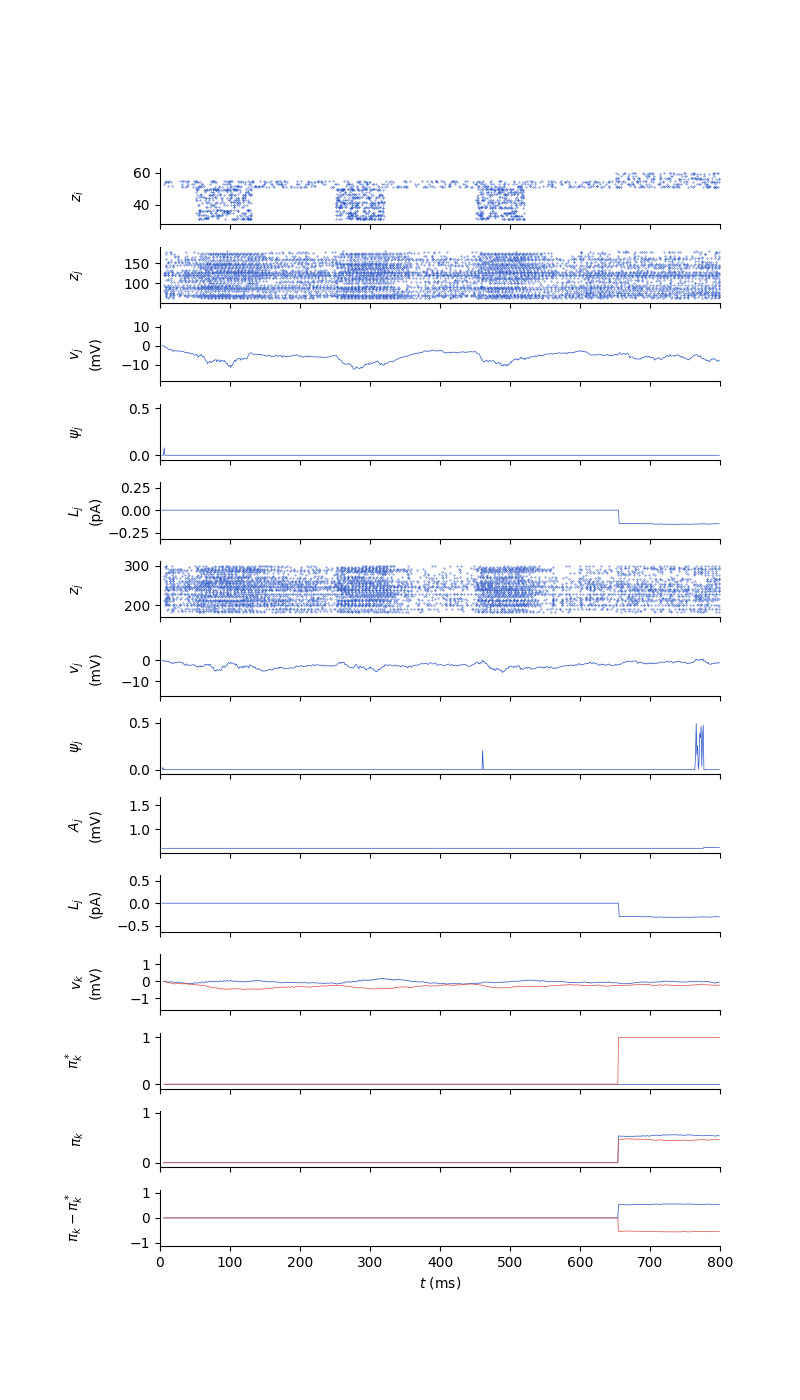 60
40
z_i
150
100
z_j
10
0
−10
v_j
(mV)
0.5
0.0
ψ_j
0.25
0.00
−0.25
L_j
(pA)
300
200
z_j
0
−10
v_j
(mV)
0.5
0.0
ψ_j
1.5
1.0
A_j
(mV)
0.5
0.0
−0.5
L_j
(pA)
1
0
−1
v_k
(mV)
1
0
π_k^*
1
0
π_k
1
0
−1
π_k − π_k^*
0 100 200 300 400 500 600 700 800
t (ms)